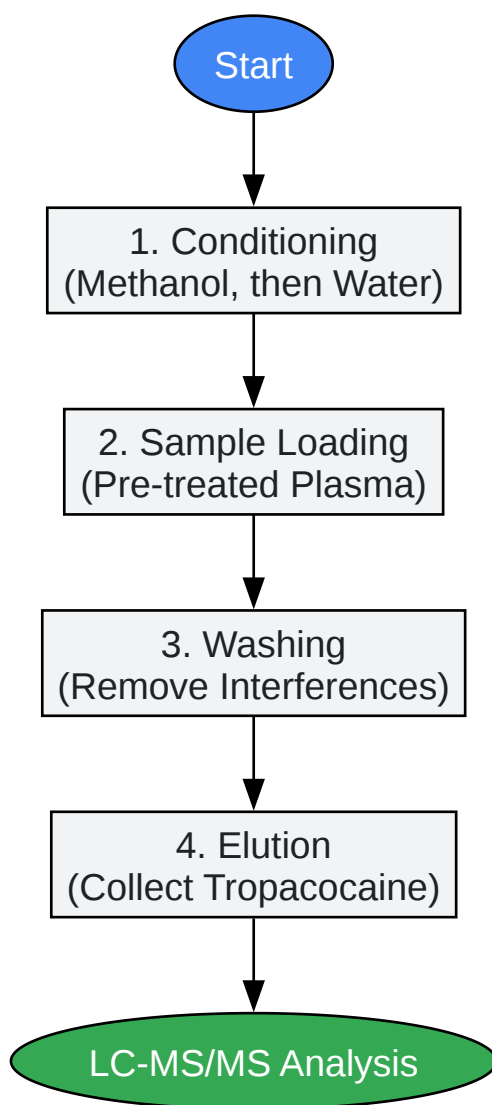 Start
1. Conditioning
(Methanol, then Water)
2. Sample Loading
(Pre-treated Plasma)
3. Washing
(Remove Interferences)
4. Elution
(Collect Tropacocaine)
LC-MS/MS Analysis